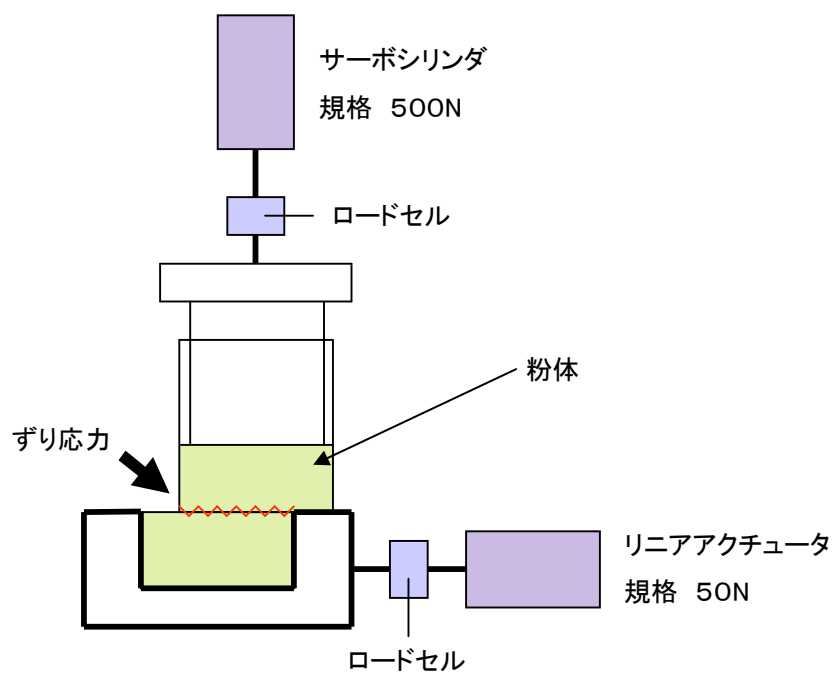 サーボシリンダ
規格　500N
ロードセル
粉体
ずり応力
リニアアクチュータ
規格　50N
ロードセル